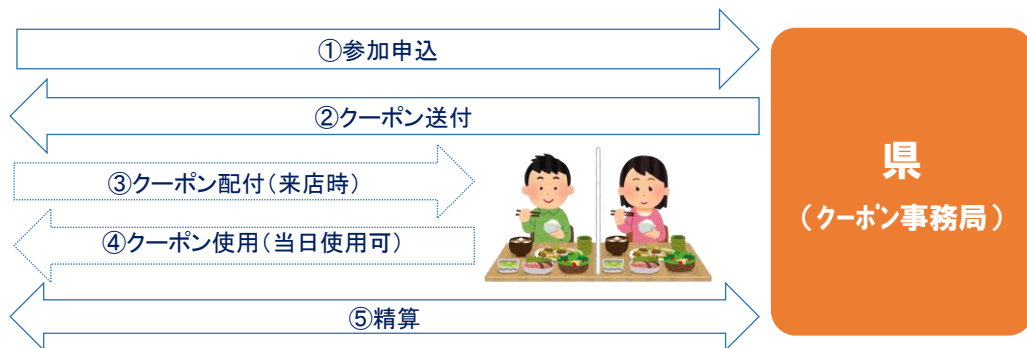 ①参加申込
②クーポン送付
③クーポン配付（来店時）
④クーポン使用（当日使用可）
⑤精算
県
（クーポン事務局）